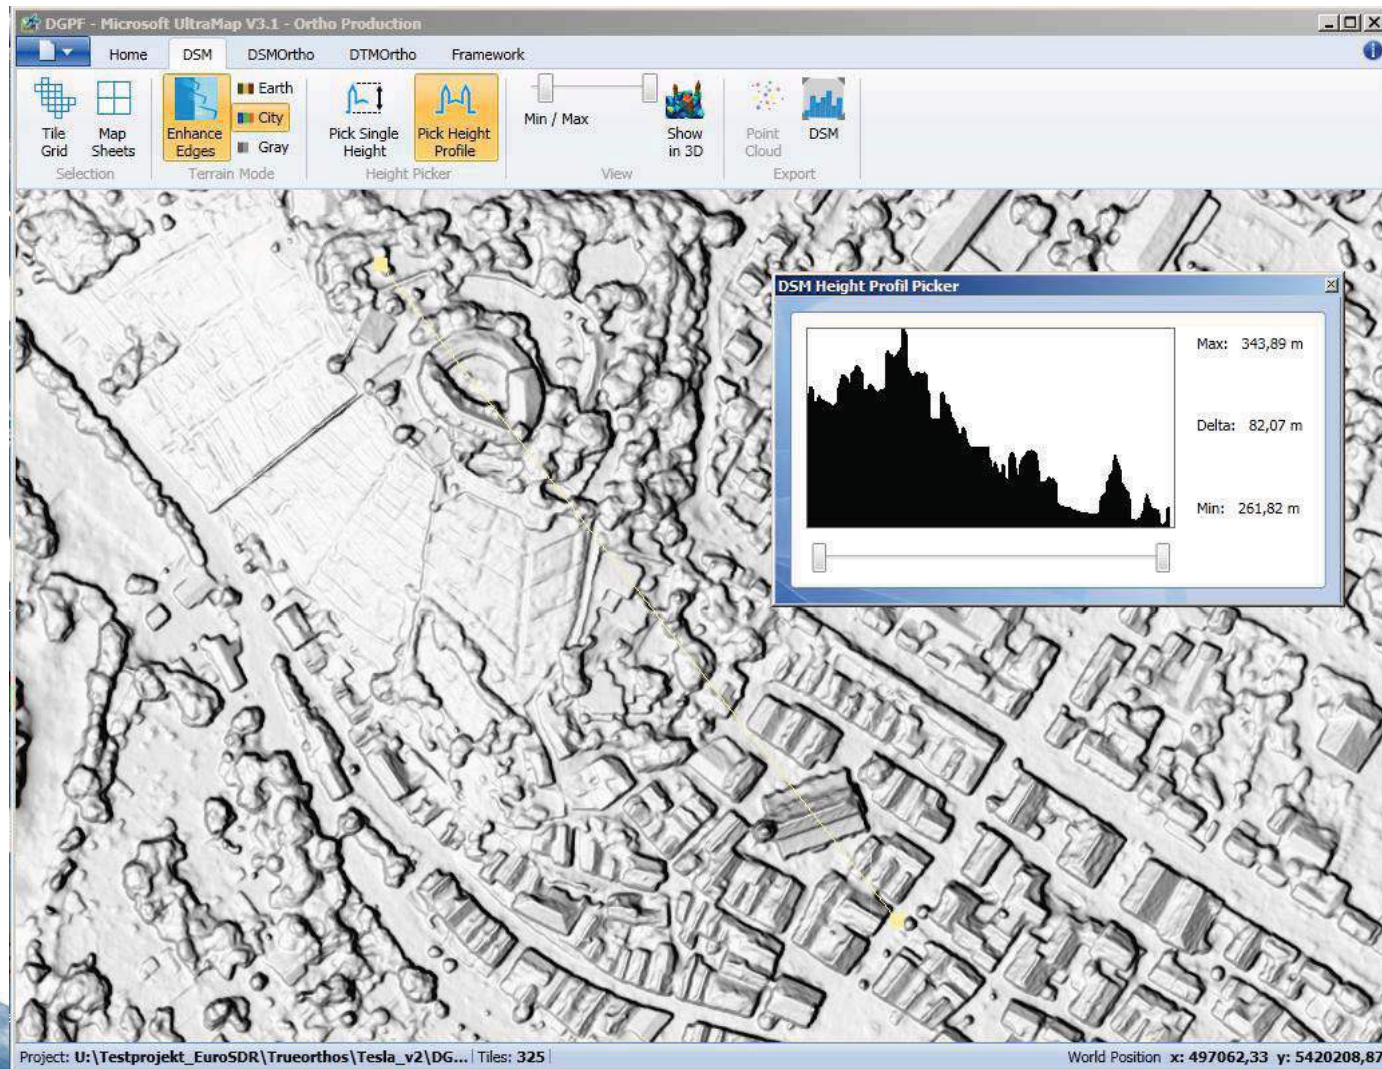 DGPF - Microsoft UltraMap V3.1 - Ortho Production
Home DSM DSMOrtho DTMOrtho Framework
Tile Grid
Map Sheets
Selection
Enhance Edges
Earth
City
Gray
Terrain Mode
Pick Single Height
Pick Height Profile
Height Picker
Min / Max
Show in 3D
View
Point Cloud
DSM
Export
DSM Height Profil Picker
Max: 343,89 m
Delta: 82,07 m
Min: 261,82 m
Project: U:\Testprojekt_EuroSDR\Trueorthos\Tesla_v2\DG... Tiles: 325
World Position x: 497062,33 y: 5420208,87